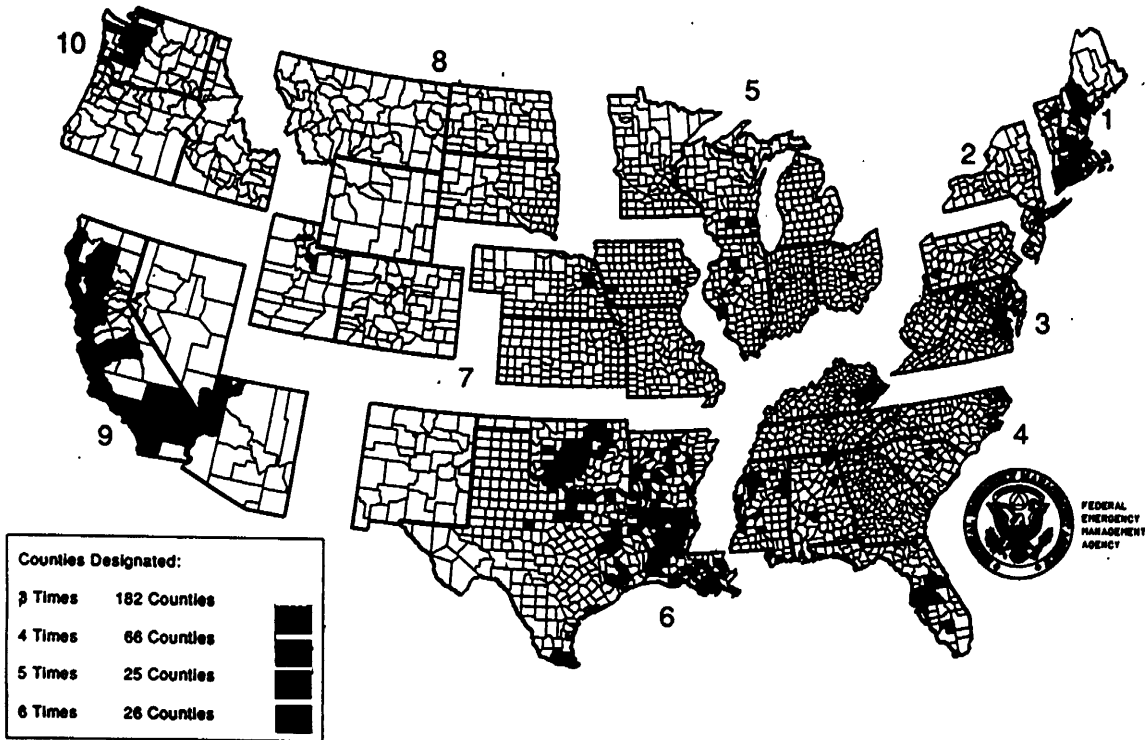 10
8
5
1
2
3
7
9
4
6
FEDERAL
EMERGENCY
MANAGEMENT
AGENCY
Counties Designated:
3 Times 182 Counties
4 Times 66 Counties
5 Times 25 Counties
6 Times 26 Counties